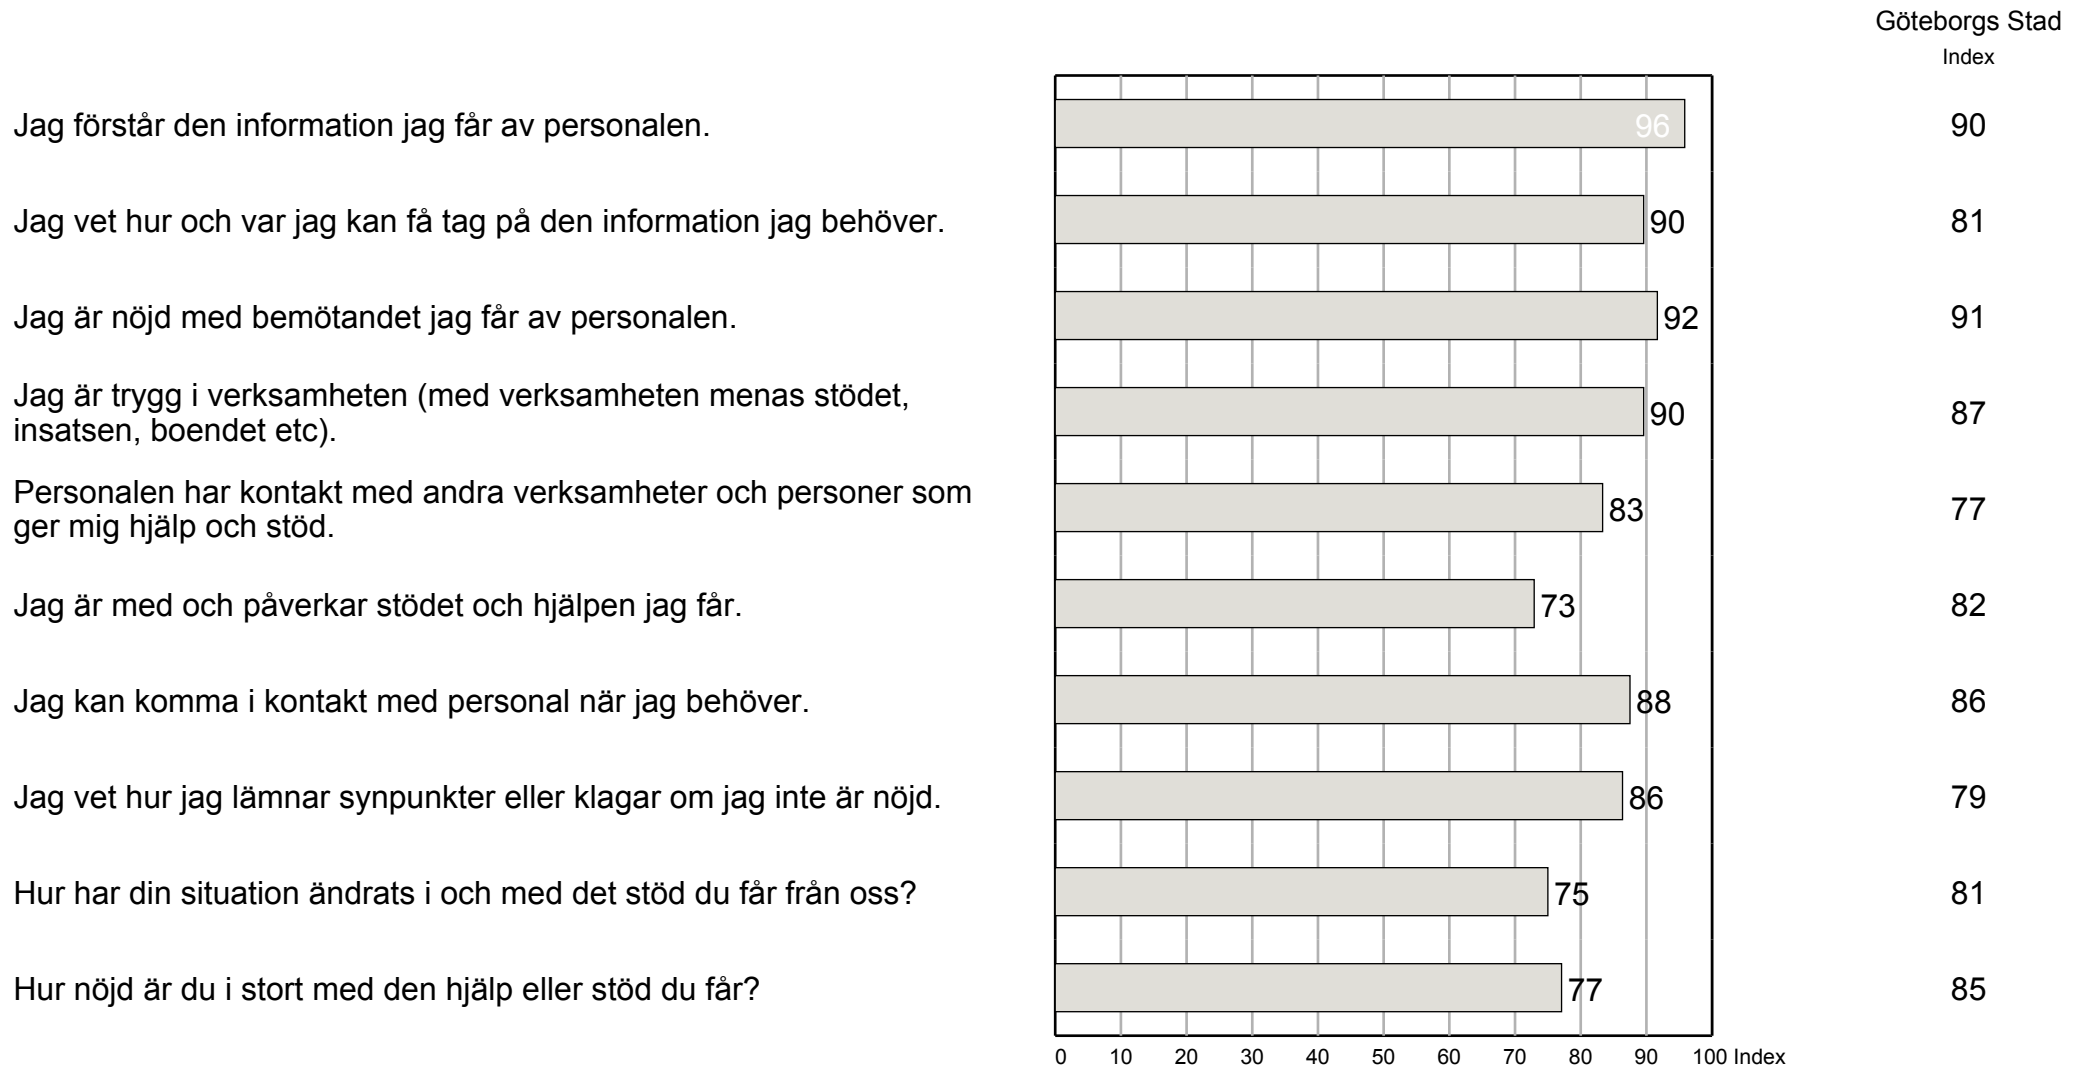 Göteborgs Stad
Index
Jag förstår den information jag får av personalen. 96 90
Jag vet hur och var jag kan få tag på den information jag behöver. 90 81
Jag är nöjd med bemötandet jag får av personalen. 92 91
Jag är trygg i verksamheten (med verksamheten menas stödet,
insatsen, boendet etc). 90 87
Personalen har kontakt med andra verksamheter och personer som
ger mig hjälp och stöd. 83 77
Jag är med och påverkar stödet och hjälpen jag får. 73 82
Jag kan komma i kontakt med personal när jag behöver. 88 86
Jag vet hur jag lämnar synpunkter eller klagar om jag inte är nöjd. 86 79
Hur har din situation ändrats i och med det stöd du får från oss? 75 81
Hur nöjd är du i stort med den hjälp eller stöd du får? 77 85
0 10 20 30 40 50 60 70 80 90 100 Index